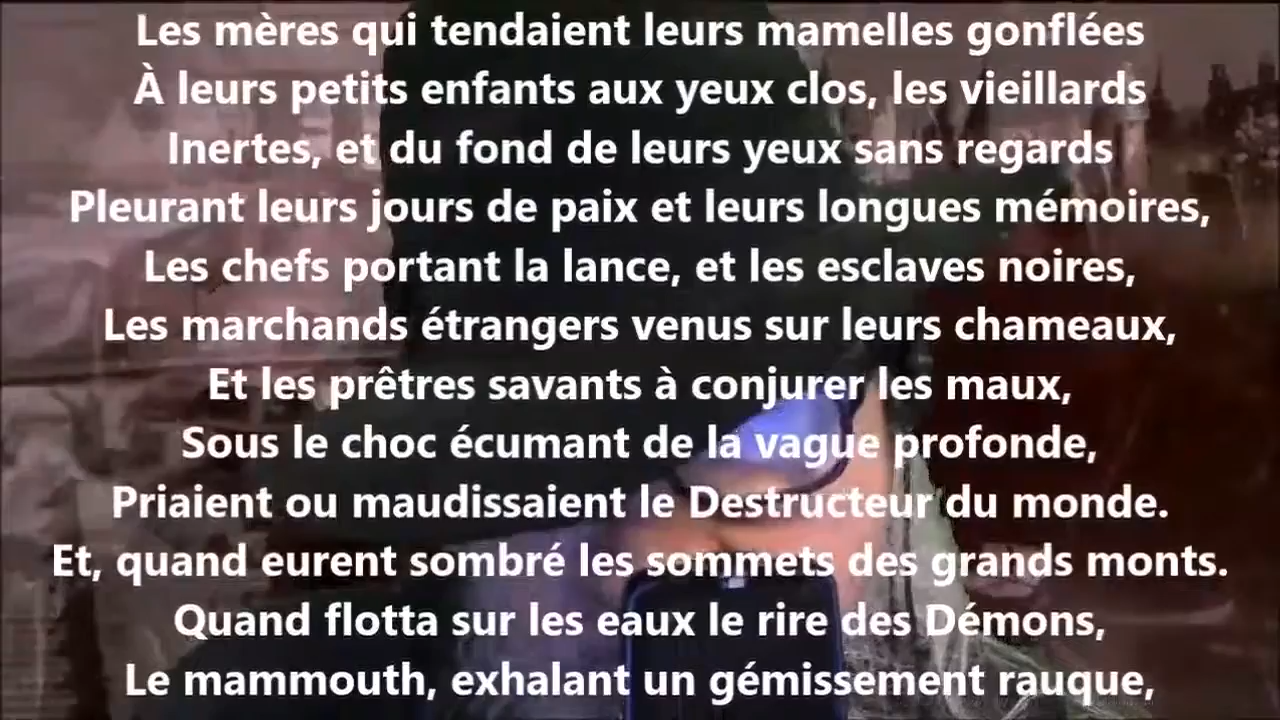 Les mères qui tendaient leurs mamelles gonflées
À leurs petits enfants aux yeux clos, les vieillards
Inertes, et du fond de leurs yeux sans regards
Pleurant leurs jours de paix et leurs longues mémoires,
Les chefs portant la lance, et les esclaves noires,
Les marchands étrangers venus sur leurs chameaux,
Et les prêtres savants à conjurer les maux,
Sous le choc écumant de la vague profonde,
Priaient ou maudissaient le Destructeur du monde.
Et, quand eurent sombré les sommets des grands monts.
Quand flotta sur les eaux le rire des Démons,
Le mammouth, exhalant un gémissement rauque,